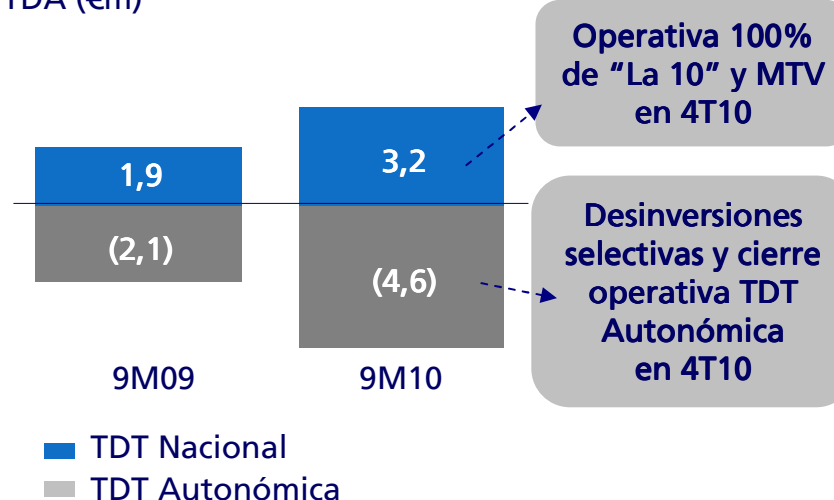 TDA (€m)
Operativa 100%
de “La 10” y MTV
en 4T10
1,9
3,2
(2,1)
(4,6)
Desinversiones
selectivas y cierre
operativa TDT
Autonómica
en 4T10
9M09
9M10
TDT Nacional
TDT Autonómica